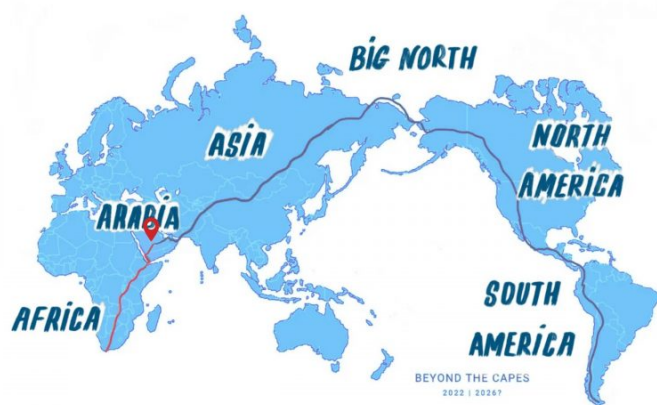 BIG NORTH
ASIA
NORTH
AMERICA
ARABIA
AFRICA
SOUTH
AMERICA
BEYOND THE CAPES
2022 | 2026?